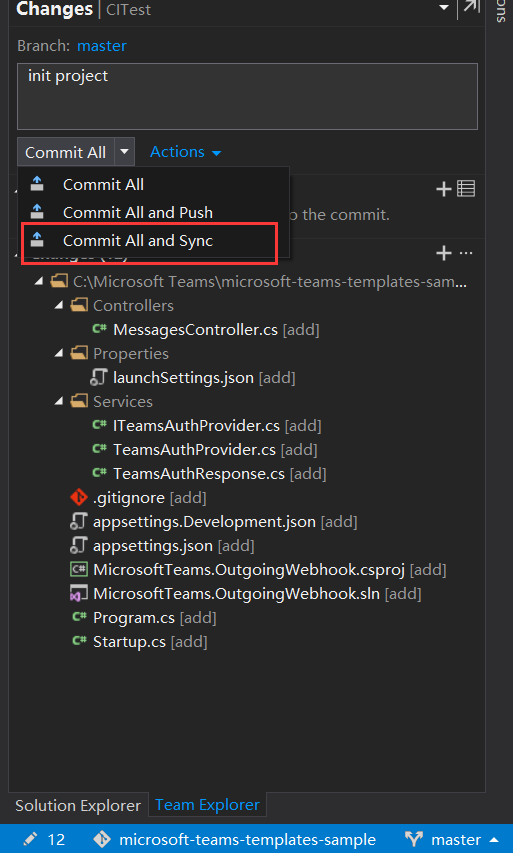 Changes | CITest
Branch: master
init project
Commit All Actions
Commit All
Commit All and Push
o the commit.
Commit All and Sync
Changes (12)
C:\Microsoft Teams\microsoft-teams-templates-sam...
Controllers
C# MessagesController.cs [add]
Properties
launchSettings.json [add]
Services
C# ITeamsAuthProvider.cs [add]
C# TeamsAuthProvider.cs [add]
C# TeamsAuthResponse.cs [add]
.gitignore [add]
appsettings.Development.json [add]
appsettings.json [add]
C# MicrosoftTeams.OutgoingWebhook.csproj [add]
MicrosoftTeams.OutgoingWebhook.sln [add]
C# Program.cs [add]
C# Startup.cs [add]
Solution Explorer Team Explorer
12 microsoft-teams-templates-sample master
ons